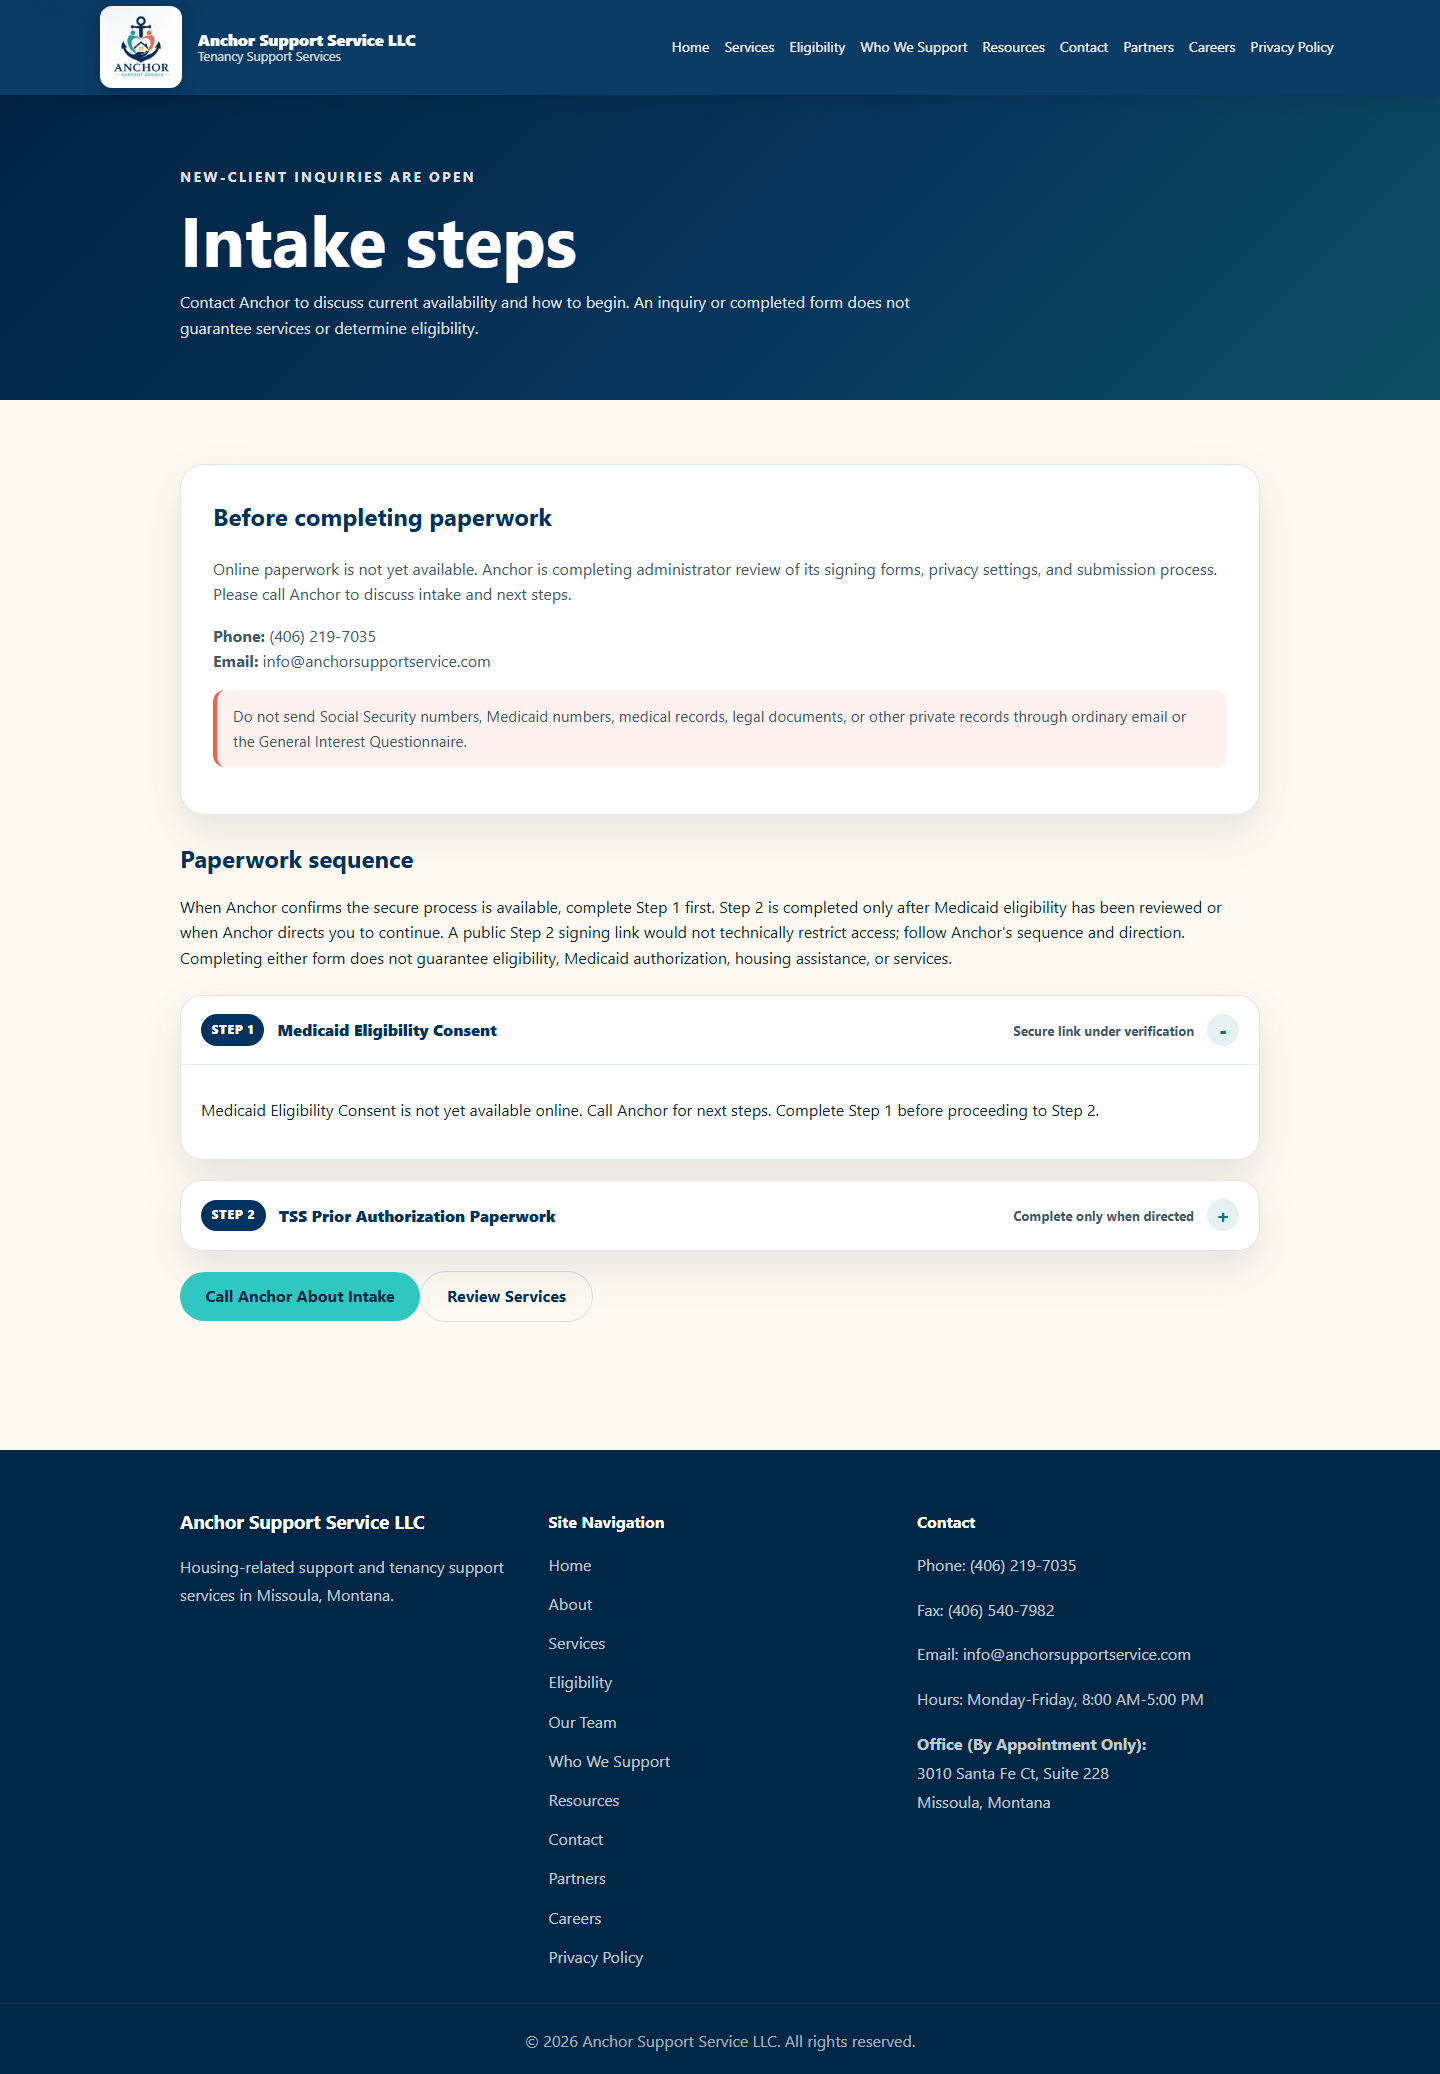 ANCHOR
SUPPORT SERVICE
Anchor Support Service LLC
Tenancy Support Services
Home Services Eligibility Who We Support Resources Contact Partners Careers Privacy Policy
NEW-CLIENT INQUIRIES ARE OPEN
Intake steps
Contact Anchor to discuss current availability and how to begin. An inquiry or completed form does not
guarantee services or determine eligibility.
Before completing paperwork
Online paperwork is not yet available. Anchor is completing administrator review of its signing forms, privacy settings, and submission process.
Please call Anchor to discuss intake and next steps.
Phone: (406) 219-7035
Email: info@anchorsupportservice.com
Do not send Social Security numbers, Medicaid numbers, medical records, legal documents, or other private records through ordinary email or
the General Interest Questionnaire.
Paperwork sequence
When Anchor confirms the secure process is available, complete Step 1 first. Step 2 is completed only after Medicaid eligibility has been reviewed or
when Anchor directs you to continue. A public Step 2 signing link would not technically restrict access; follow Anchor's sequence and direction.
Completing either form does not guarantee eligibility, Medicaid authorization, housing assistance, or services.
STEP 1 Medicaid Eligibility Consent Secure link under verification -
Medicaid Eligibility Consent is not yet available online. Call Anchor for next steps. Complete Step 1 before proceeding to Step 2.
STEP 2 TSS Prior Authorization Paperwork Complete only when directed +
Call Anchor About Intake Review Services
Anchor Support Service LLC
Housing-related support and tenancy support
services in Missoula, Montana.
Site Navigation
Home
About
Services
Eligibility
Our Team
Who We Support
Resources
Contact
Partners
Careers
Privacy Policy
Contact
Phone: (406) 219-7035
Fax: (406) 540-7982
Email: info@anchorsupportservice.com
Hours: Monday-Friday, 8:00 AM-5:00 PM
Office (By Appointment Only):
3010 Santa Fe Ct, Suite 228
Missoula, Montana
© 2026 Anchor Support Service LLC. All rights reserved.